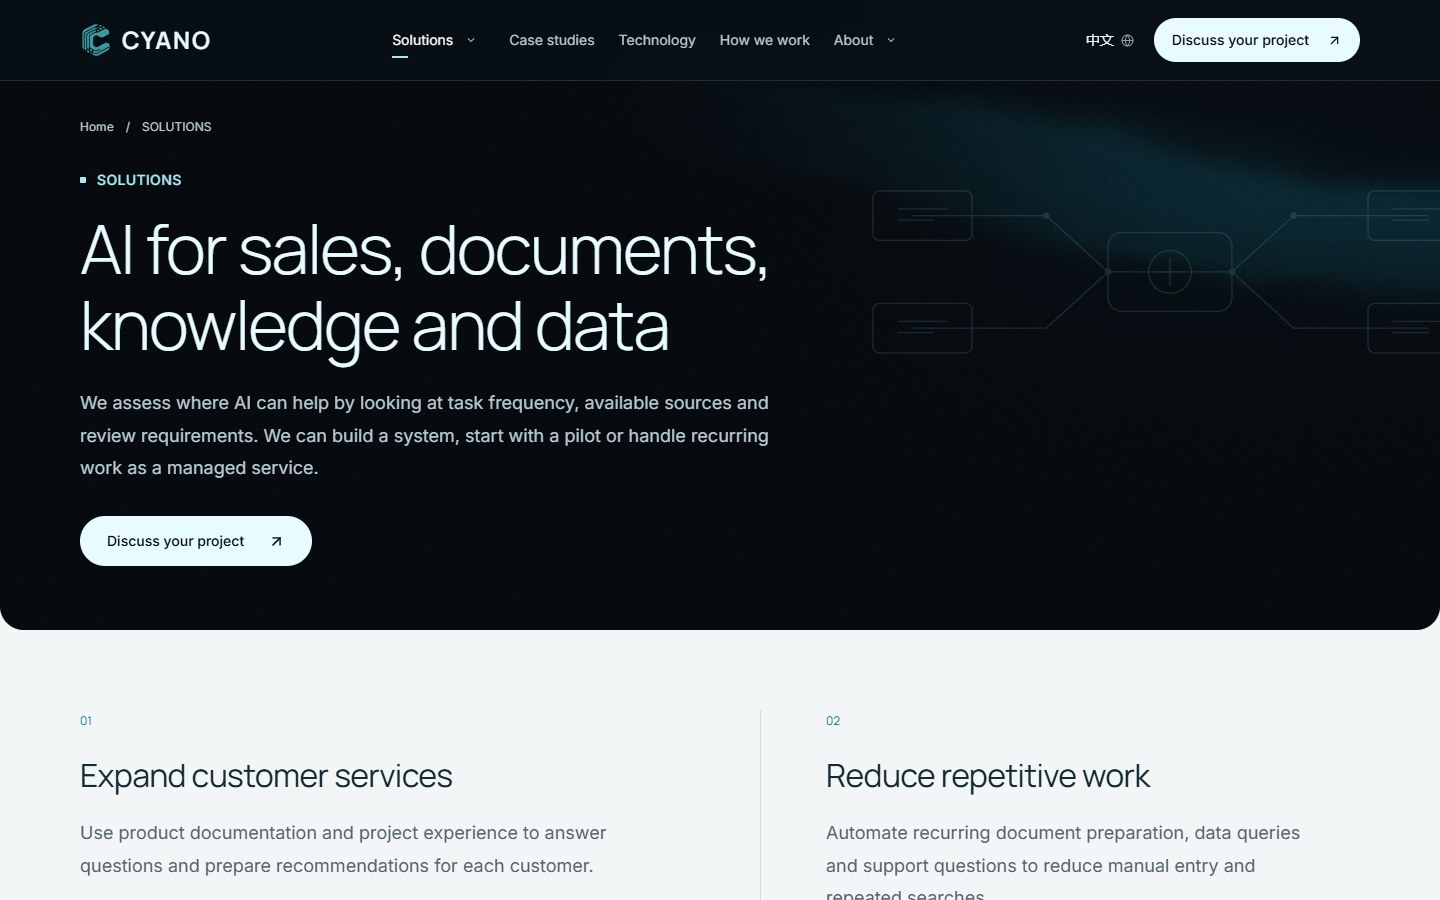 CYANO
Solutions
Case studies
Technology
How we work
About
中文
Discuss your project
Home / SOLUTIONS
SOLUTIONS
AI for sales, documents,
knowledge and data
We assess where AI can help by looking at task frequency, available sources and
review requirements. We can build a system, start with a pilot or handle recurring
work as a managed service.
Discuss your project
01
Expand customer services
Use product documentation and project experience to answer
questions and prepare recommendations for each customer.
02
Reduce repetitive work
Automate recurring document preparation, data queries
and support questions to reduce manual entry and
repeated searches.